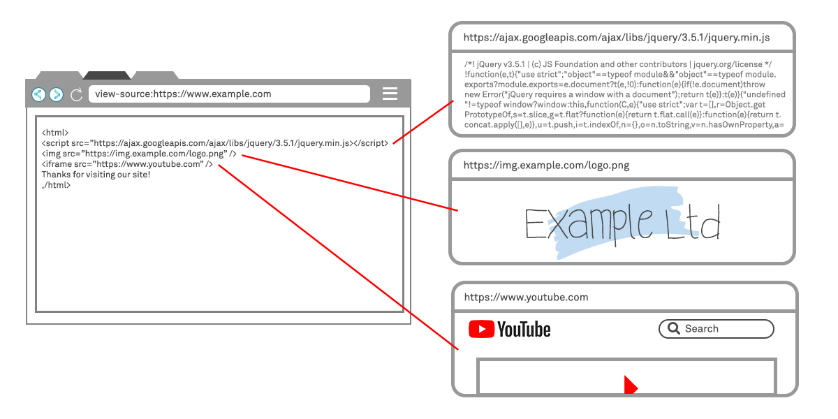 view-source:https://www.example.com
<html>
<script src="https://ajax.googleapis.com/ajax/libs/jquery/3.5.1/jquery.min.js></script>
<img src="https://img.example.com/logo.png" />
<iframe src="https://www.youtube.com" />
Thanks for visiting our site!
,/html>
https://ajax.googleapis.com/ajax/libs/jquery/3.5.1/jquery.min.js
/*! jQuery v3.5.1 | (c) JS Foundation and other contributors | jquery.org/license */
!function(e,t){"use strict";"object"==typeof module&&"object"==typeof module.
exports?module.exports=e.document?t(e,!0):function(e){if(!e.document)throw
new Error("jQuery requires a window with a document");return t(e)}:t(e)}("undefined
"!=typeof window?window:this,function(C,e){"use strict";var t=[],r=Object.get
PrototypeOf,s=t.slice,g=t.flat?function(e){return t.flat.call(e)}:function(e){return t.
concat.apply([],e)},u=t.push,i=t.indexOf,n={},o=n.toString,v=n.hasOwnProperty,a=
https://img.example.com/logo.png
Example Ltd
https://www.youtube.com
YouTube
Search